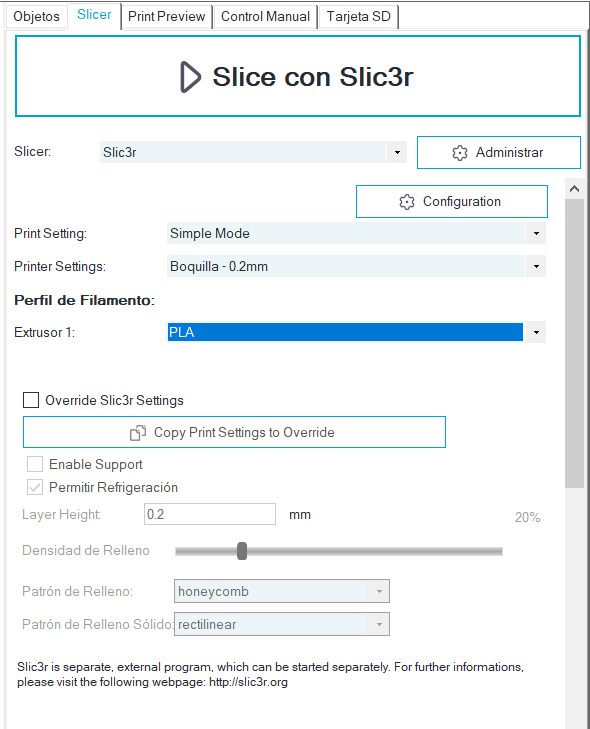 Objetos Slicer Print Preview Control Manual Tarjeta SD
Slice con Slic3r
Slicer: Slic3r Administrar
Configuration
Print Setting: Simple Mode
Printer Settings: Boquilla - 0.2mm
Perfil de Filamento:
Extrusor 1: PLA
Override Slic3r Settings
Copy Print Settings to Override
Enable Support
Permitir Refrigeración
Layer Height: 0.2 mm 20%
Densidad de Relleno
Patrón de Relleno: honeycomb
Patrón de Relleno Sólido: rectilinear
Slic3r is separate, external program, which can be started separately. For further informations,
please visit the following webpage: http://slic3r.org